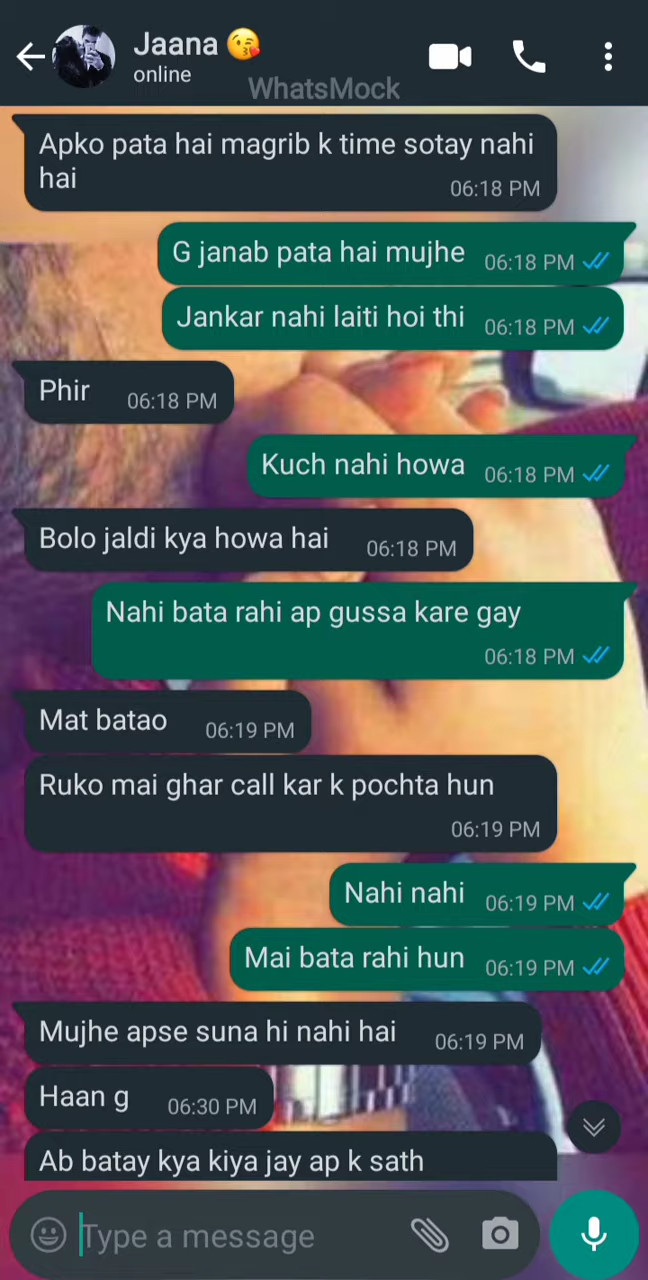 Jaana 😘
online
WhatsMock
Apko pata hai magrib k time sotay nahi
hai
06:18 PM
G janab pata hai mujhe 06:18 PM
Jankar nahi laiti hoi thi 06:18 PM
Phir 06:18 PM
Kuch nahi howa 06:18 PM
Bolo jaldi kya howa hai 06:18 PM
Nahi bata rahi ap gussa kare gay
06:18 PM
Mat batao 06:19 PM
Ruko mai ghar call kar k pochta hun
06:19 PM
Nahi nahi 06:19 PM
Mai bata rahi hun 06:19 PM
Mujhe apse suna hi nahi hai 06:19 PM
Haan g 06:30 PM
Ab batay kya kiya jay ap k sath
Type a message